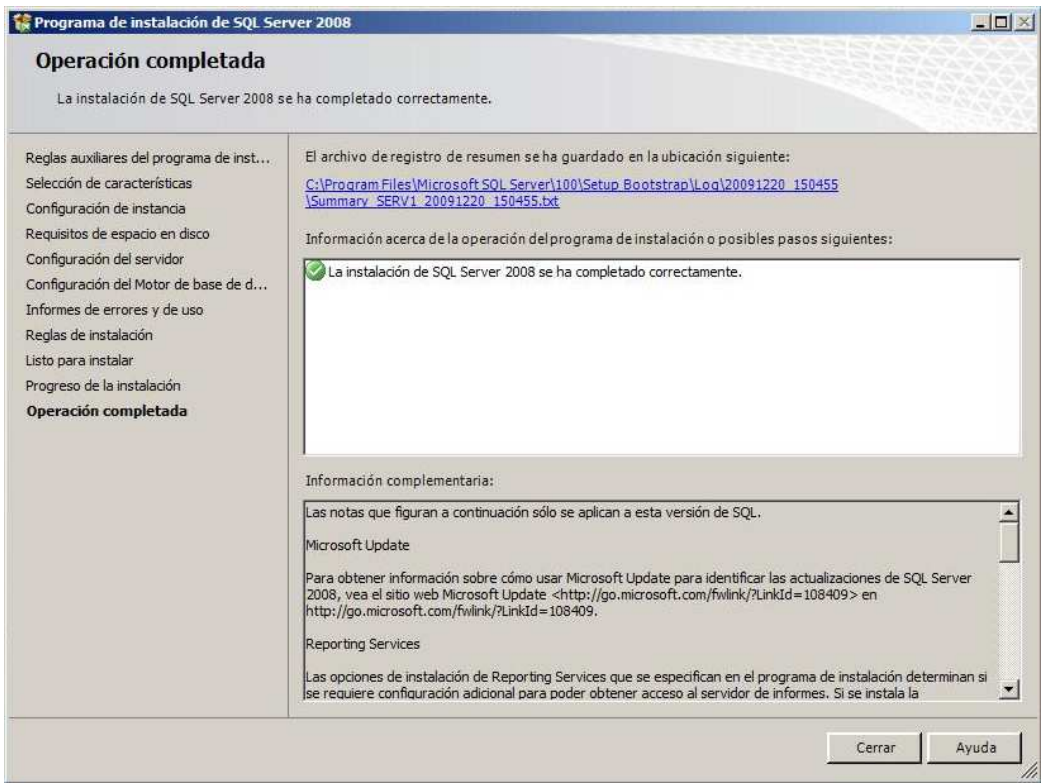 Programa de instalación de SQL Server 2008
Operación completada
La instalación de SQL Server 2008 se ha completado correctamente.
Reglas auxiliares del programa de inst...
Selección de características
Configuración de instancia
Requisitos de espacio en disco
Configuración del servidor
Configuración del Motor de base de d...
Informes de errores y de uso
Reglas de instalación
Listo para instalar
Progreso de la instalación
Operación completada
El archivo de registro de resumen se ha guardado en la ubicación siguiente:
C:\Program Files\Microsoft SQL Server\100\Setup Bootstrap\Log\20091220_150455
\Summary_SERV1_20091220_150455.txt
Información acerca de la operación del programa de instalación o posibles pasos siguientes:
La instalación de SQL Server 2008 se ha completado correctamente.
Información complementaria:
Las notas que figuran a continuación sólo se aplican a esta versión de SQL.
Microsoft Update
Para obtener información sobre cómo usar Microsoft Update para identificar las actualizaciones de SQL Server
2008, vea el sitio web Microsoft Update <http://go.microsoft.com/fwlink/?LinkId=108409> en
http://go.microsoft.com/fwlink/?LinkId=108409.
Reporting Services
Las opciones de instalación de Reporting Services que se especifican en el programa de instalación determinan si
se requiere configuración adicional para poder obtener acceso al servidor de informes. Si se instala la
Cerrar
Ayuda